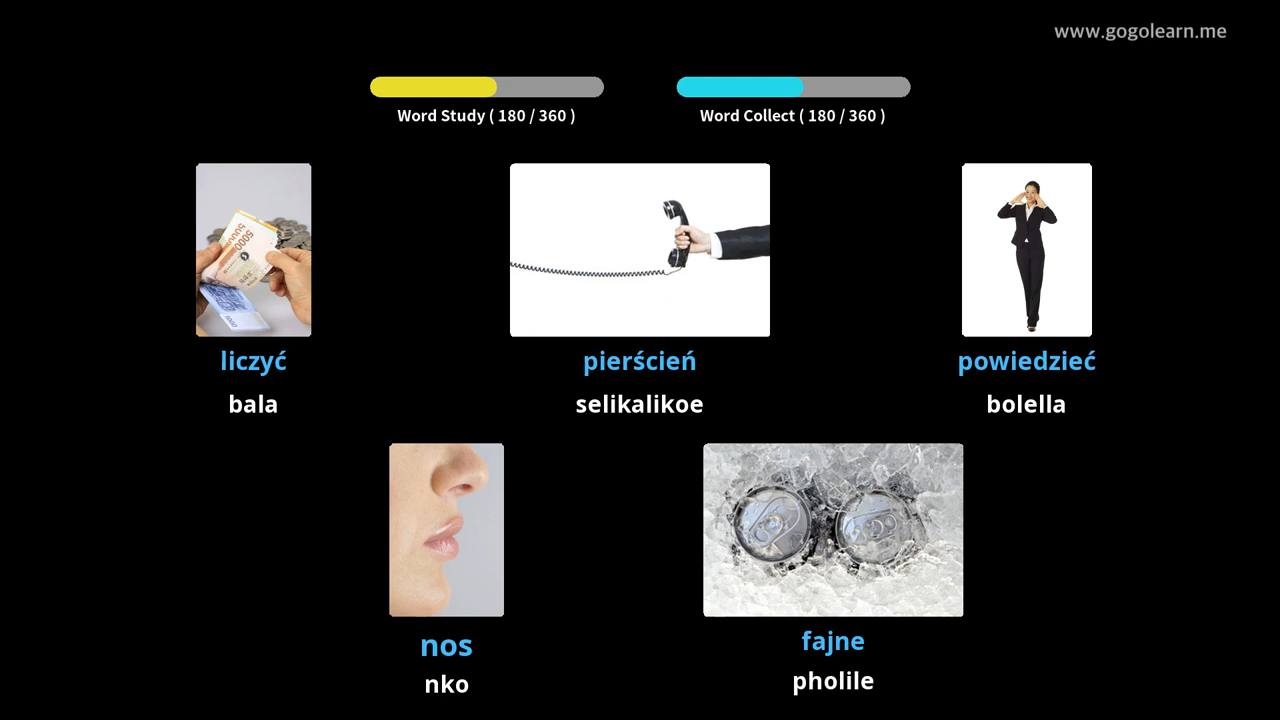 www.gogolearn.me
Word Study ( 180 / 360 )
Word Collect ( 180 / 360 )
liczyć
bala
pierścień
selikalikoe
powiedzieć
bolella
nos
nko
fajne
pholile